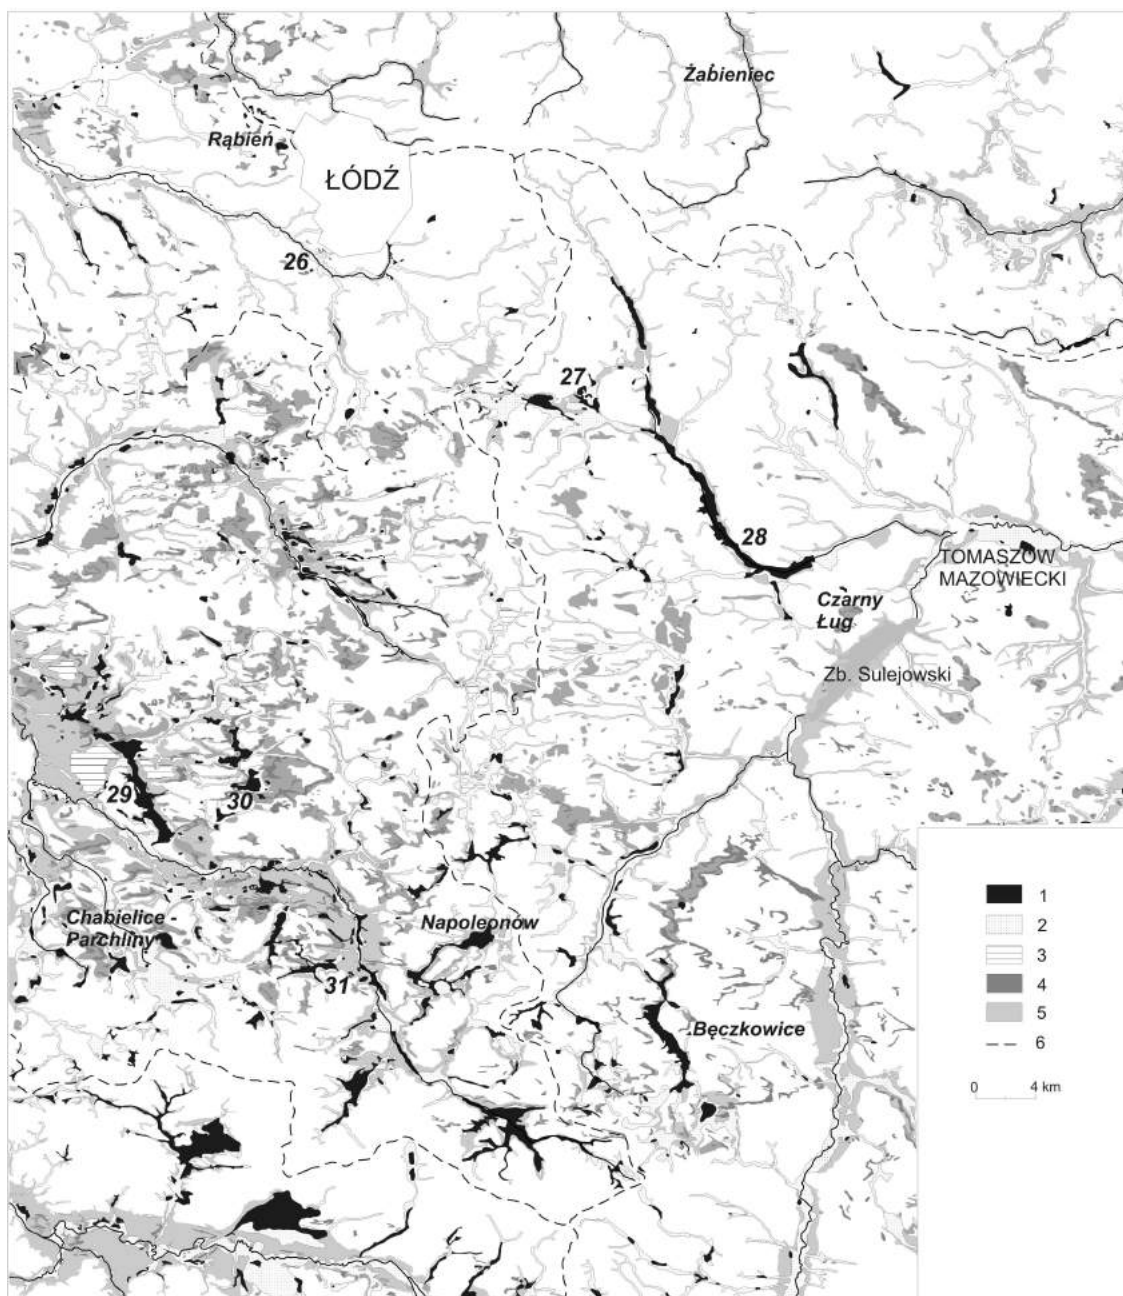 Żabieniec
Rąbień
ŁÓDŹ
26
27
28
TOMASZÓW
MAZOWIECKI
Czarny
Ług
Zb. Sulejowski
29
30
Chabielice
Parchliny
Napoleonów
31
Bęczkowice
1
2
3
4
5
6
0 4 km